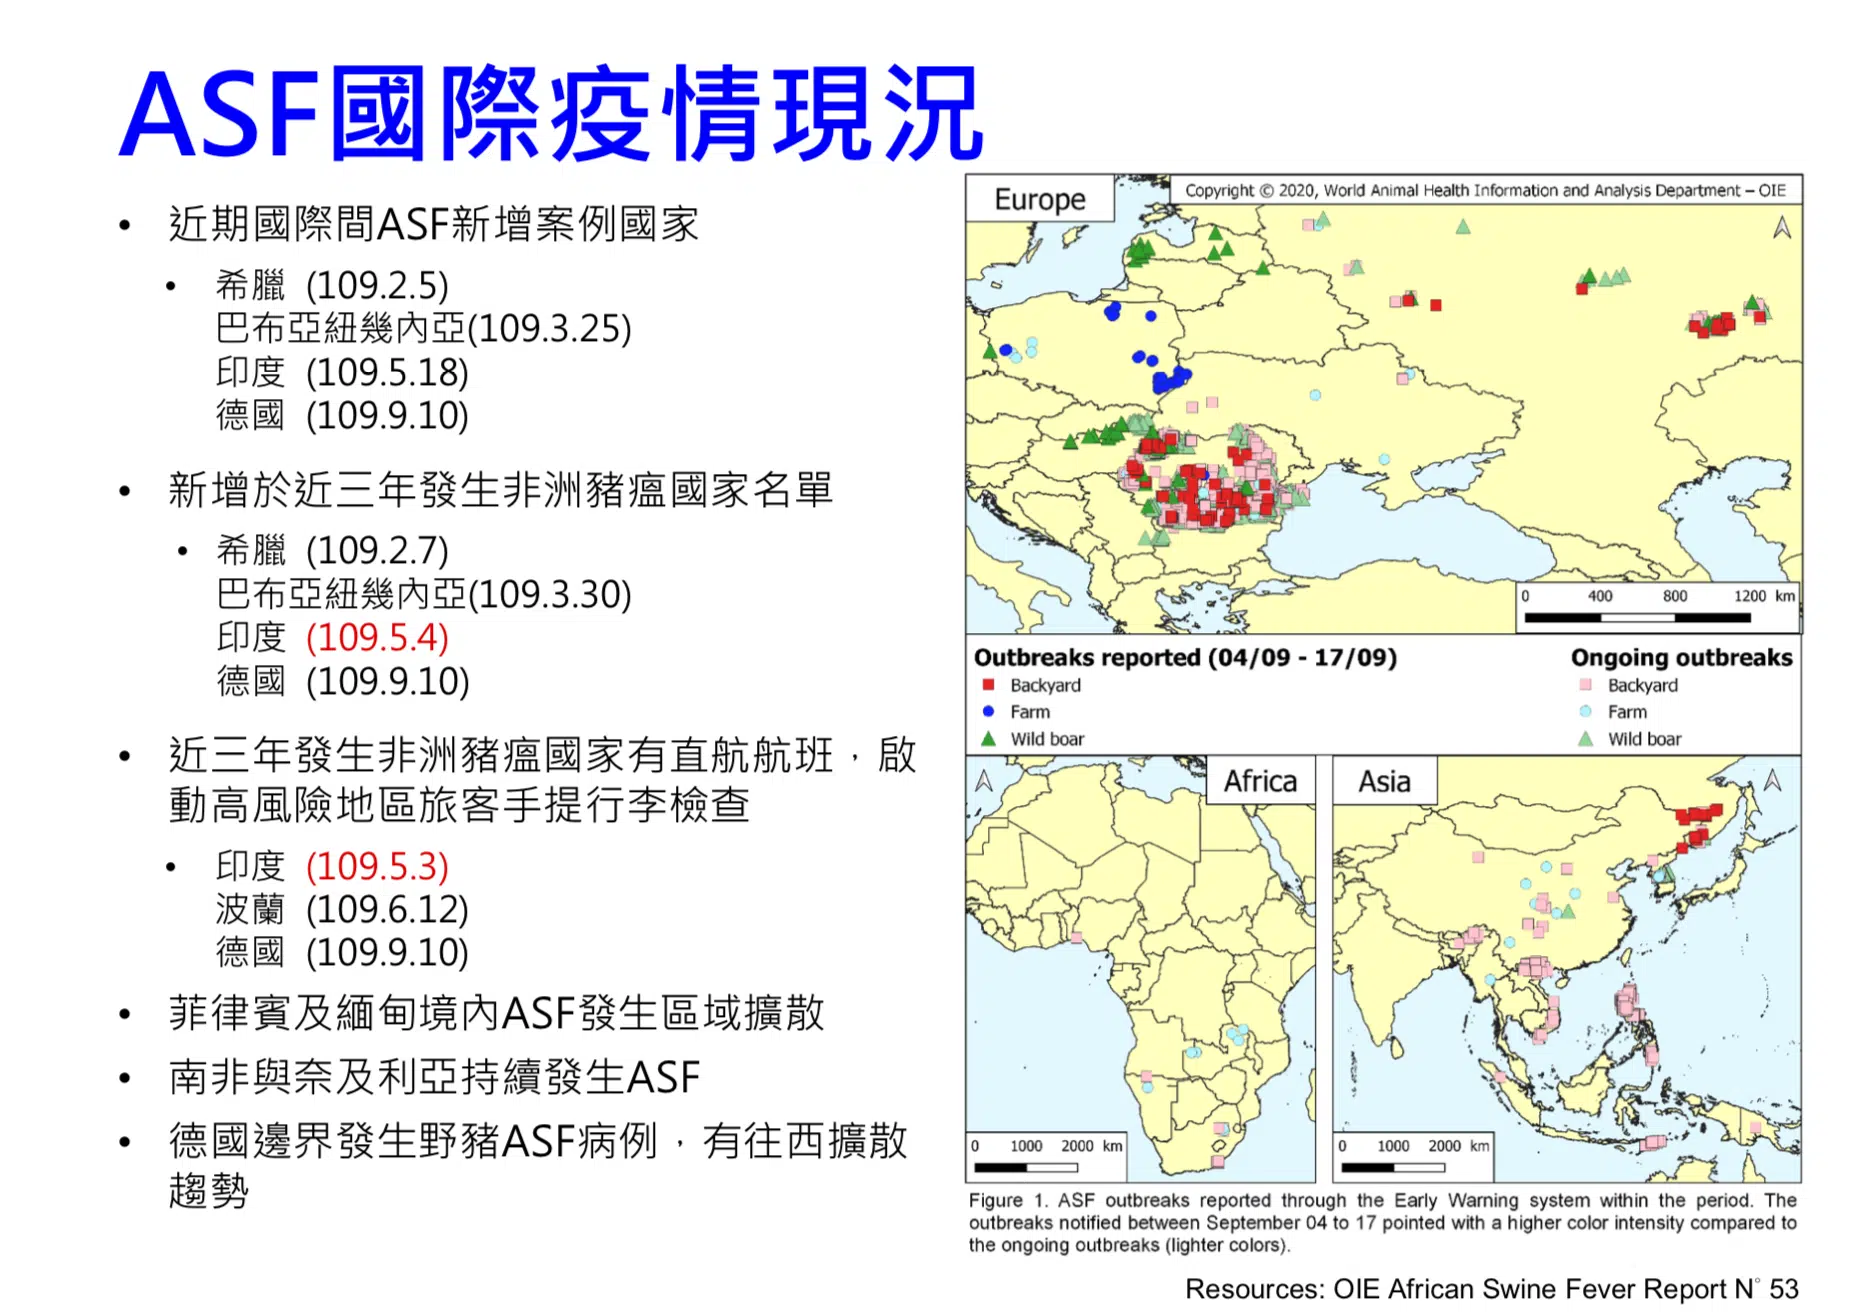 ASF國際疫情現況
• 近期國際間ASF新增案例國家
• 希臘 (109.2.5)
巴布亞紐幾內亞(109.3.25)
印度 (109.5.18)
德國 (109.9.10)
• 新增於近三年發生非洲豬瘟國家名單
• 希臘 (109.2.7)
巴布亞紐幾內亞(109.3.30)
印度 (109.5.4)
德國 (109.9.10)
• 近三年發生非洲豬瘟國家有直航航班，啟
動高風險地區旅客手提行李檢查
• 印度 (109.5.3)
波蘭 (109.6.12)
德國 (109.9.10)
• 菲律賓及緬甸境內ASF發生區域擴散
• 南非與奈及利亞持續發生ASF
• 德國邊界發生野豬ASF病例，有往西擴散
趨勢
Europe
Copyright © 2020, World Animal Health Information and Analysis Department – OIE
0 400 800 1200 km
Outbreaks reported (04/09 - 17/09)
Backyard
Farm
Wild boar
Ongoing outbreaks
Backyard
Farm
Wild boar
Africa
0 1000 2000 km
Asia
0 1000 2000 km
Figure 1. ASF outbreaks reported through the Early Warning system within the period. The
outbreaks notified between September 04 to 17 pointed with a higher color intensity compared to
the ongoing outbreaks (lighter colors).
Resources: OIE African Swine Fever Report N° 53